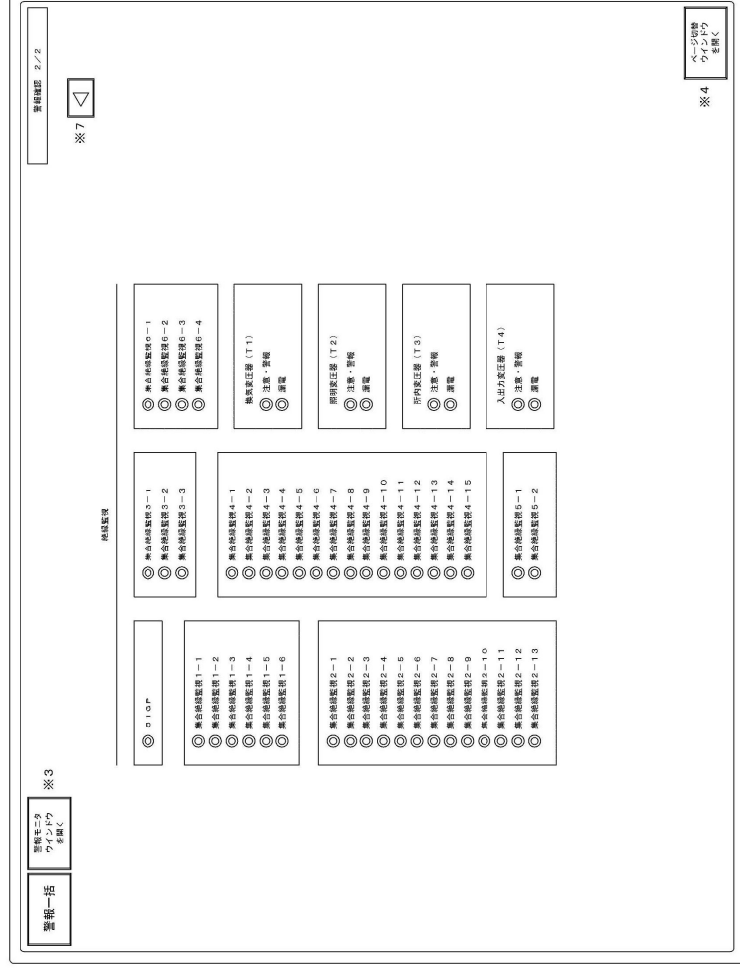 警報一括
警報モニタ
ウインドウ
を開く
※3
警報確認 2/2
※7
絶縁監視
集合絶縁監視1-1
集合絶縁監視1-2
集合絶縁監視1-3
集合絶縁監視1-4
集合絶縁監視1-5
集合絶縁監視1-6
集合絶縁監視2-1
集合絶縁監視2-2
集合絶縁監視2-3
集合絶縁監視2-4
集合絶縁監視2-5
集合絶縁監視2-6
集合絶縁監視2-7
集合絶縁監視2-8
集合絶縁監視2-9
集合絶縁監視2-10
集合絶縁監視2-11
集合絶縁監視2-12
集合絶縁監視2-13
集合絶縁監視3-1
集合絶縁監視3-2
集合絶縁監視3-3
集合絶縁監視4-1
集合絶縁監視4-2
集合絶縁監視4-3
集合絶縁監視4-4
集合絶縁監視4-5
集合絶縁監視4-6
集合絶縁監視4-7
集合絶縁監視4-8
集合絶縁監視4-9
集合絶縁監視4-10
集合絶縁監視4-11
集合絶縁監視4-12
集合絶縁監視4-13
集合絶縁監視4-14
集合絶縁監視4-15
集合絶縁監視5-1
集合絶縁監視5-2
集合絶縁監視6-1
集合絶縁監視6-2
集合絶縁監視6-3
集合絶縁監視6-4
換気変圧器(T1)
注意・警報
漏電
照明変圧器(T2)
注意・警報
漏電
所内変圧器(T3)
注意・警報
漏電
入出力変圧器(T4)
注意・警報
漏電
※4
ページ切替
ウインドウ
を開く